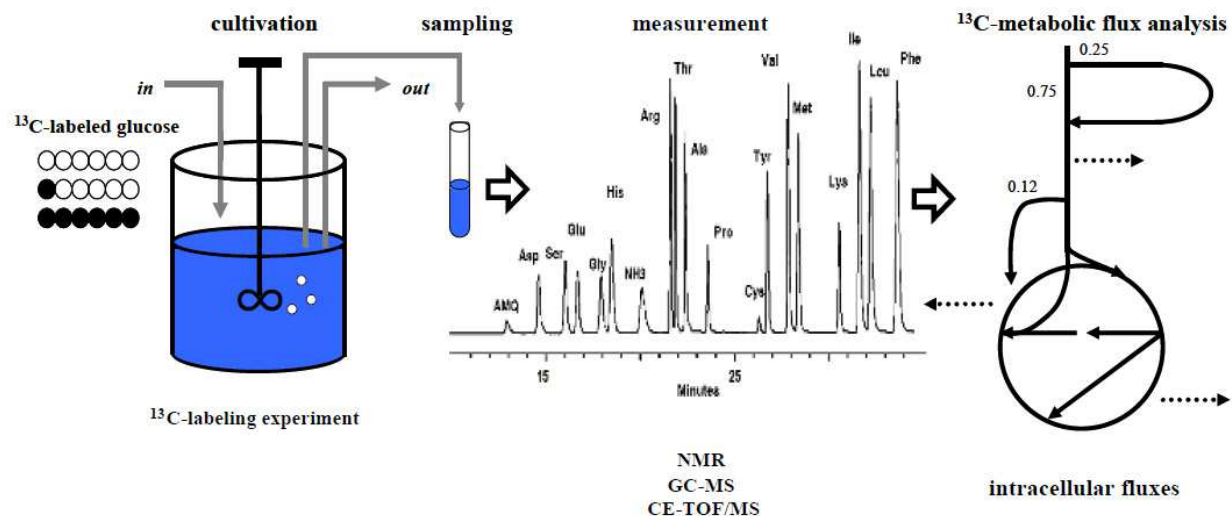 cultivation
sampling
measurement
¹³C-metabolic flux analysis
in
out
¹³C-labeled glucose
¹³C-labeling experiment
AMQ
Asp
Ser
Glu
Gly
His
NH3
Arg
Thr
Ala
Pro
Cys
Tyr
Val
Met
Lys
Ile
Leu
Phe
15
25
Minutes
NMR
GC-MS
CE-TOF/MS
0.25
0.75
0.12
intracellular fluxes